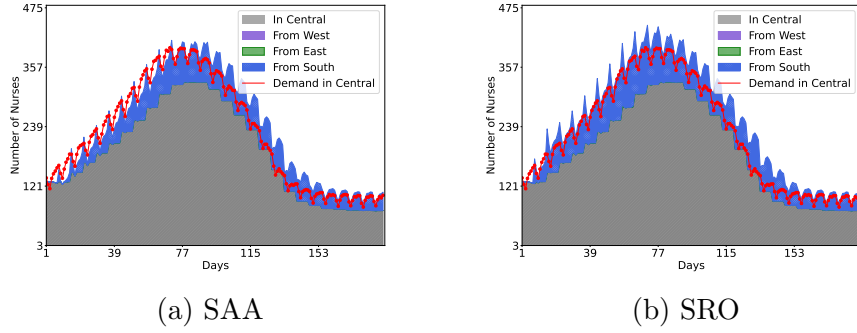 475
357
239
121
3
Number of Nurses
In Central
From West
From East
From South
Demand in Central
1
39
77
115
153
Days
(a) SAA
475
357
239
121
3
Number of Nurses
In Central
From West
From East
From South
Demand in Central
1
39
77
115
153
Days
(b) SRO